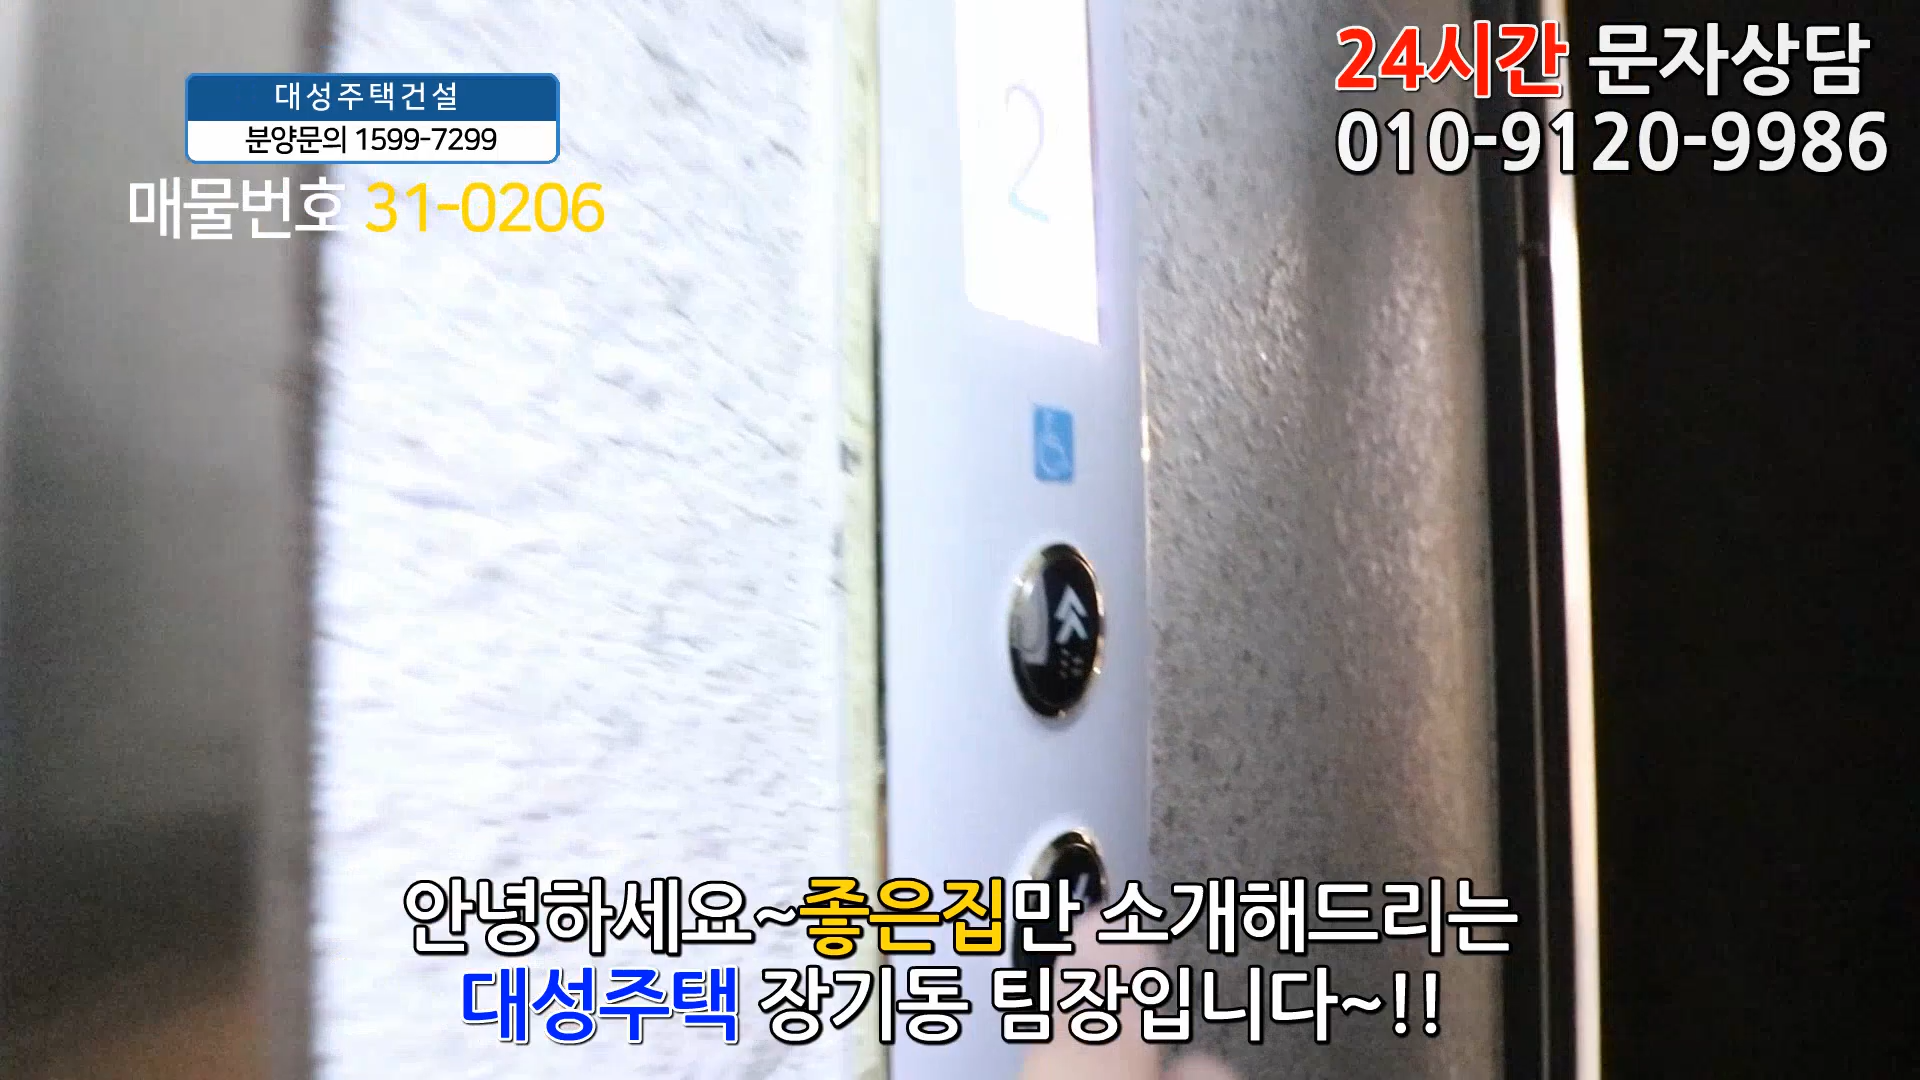 대성주택건설
분양문의 1599-7299
매물번호 31-0206
24시간 문자상담
010-9120-9986
2
안녕하세요~좋은집만 소개해드리는
대성주택 장기동 팀장입니다~!!